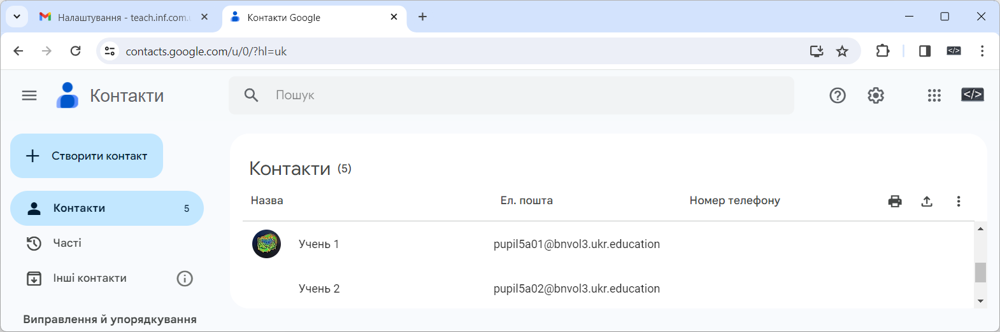 Налаштування - teach.inf.com.
Контакти Google
contacts.google.com/u/0/?hl=uk
Контакти
Пошук
</>
Створити контакт
Контакти (5)
Назва Ел. пошта Номер телефону
Контакти 5
Часті
Учень 1 pupil5a01@bnvol3.ukr.education
Інші контакти
Учень 2 pupil5a02@bnvol3.ukr.education
Виправлення й упорядкування